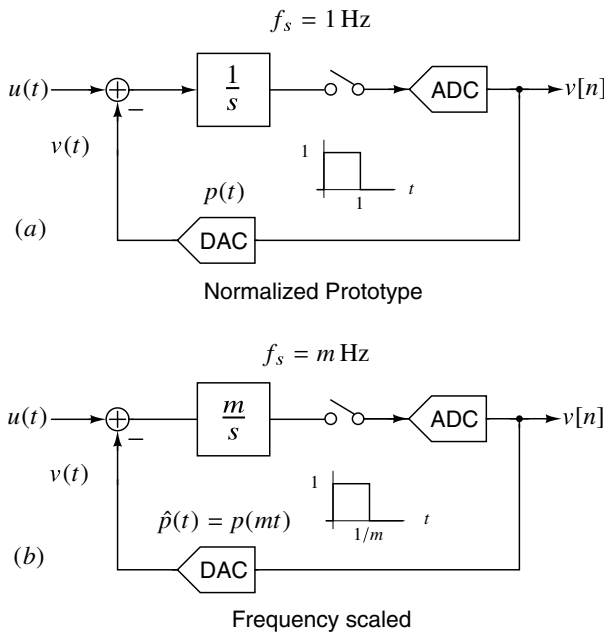 f_s = 1 Hz
u(t)
1/s
ADC
v[n]
−
v(t)
1
1
t
p(t)
(a)
DAC
Normalized Prototype
f_s = m Hz
u(t)
m/s
ADC
v[n]
−
v(t)
1
1/m
t
p̂(t) = p(mt)
(b)
DAC
Frequency scaled